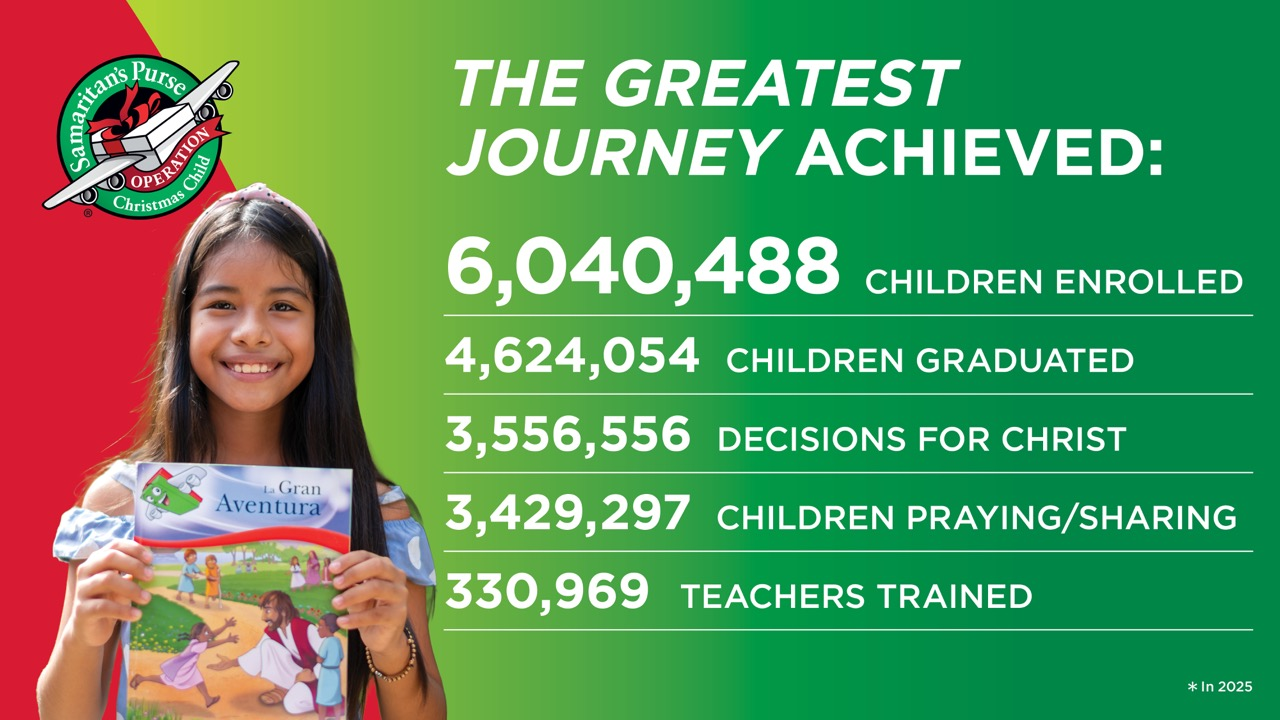 Samaritan's Purse
OPERATION
Christmas Child
®
THE GREATEST
JOURNEY ACHIEVED:
6,040,488 CHILDREN ENROLLED
4,624,054 CHILDREN GRADUATED
3,556,556 DECISIONS FOR CHRIST
3,429,297 CHILDREN PRAYING/SHARING
330,969 TEACHERS TRAINED
La Gran
Aventura
* In 2025